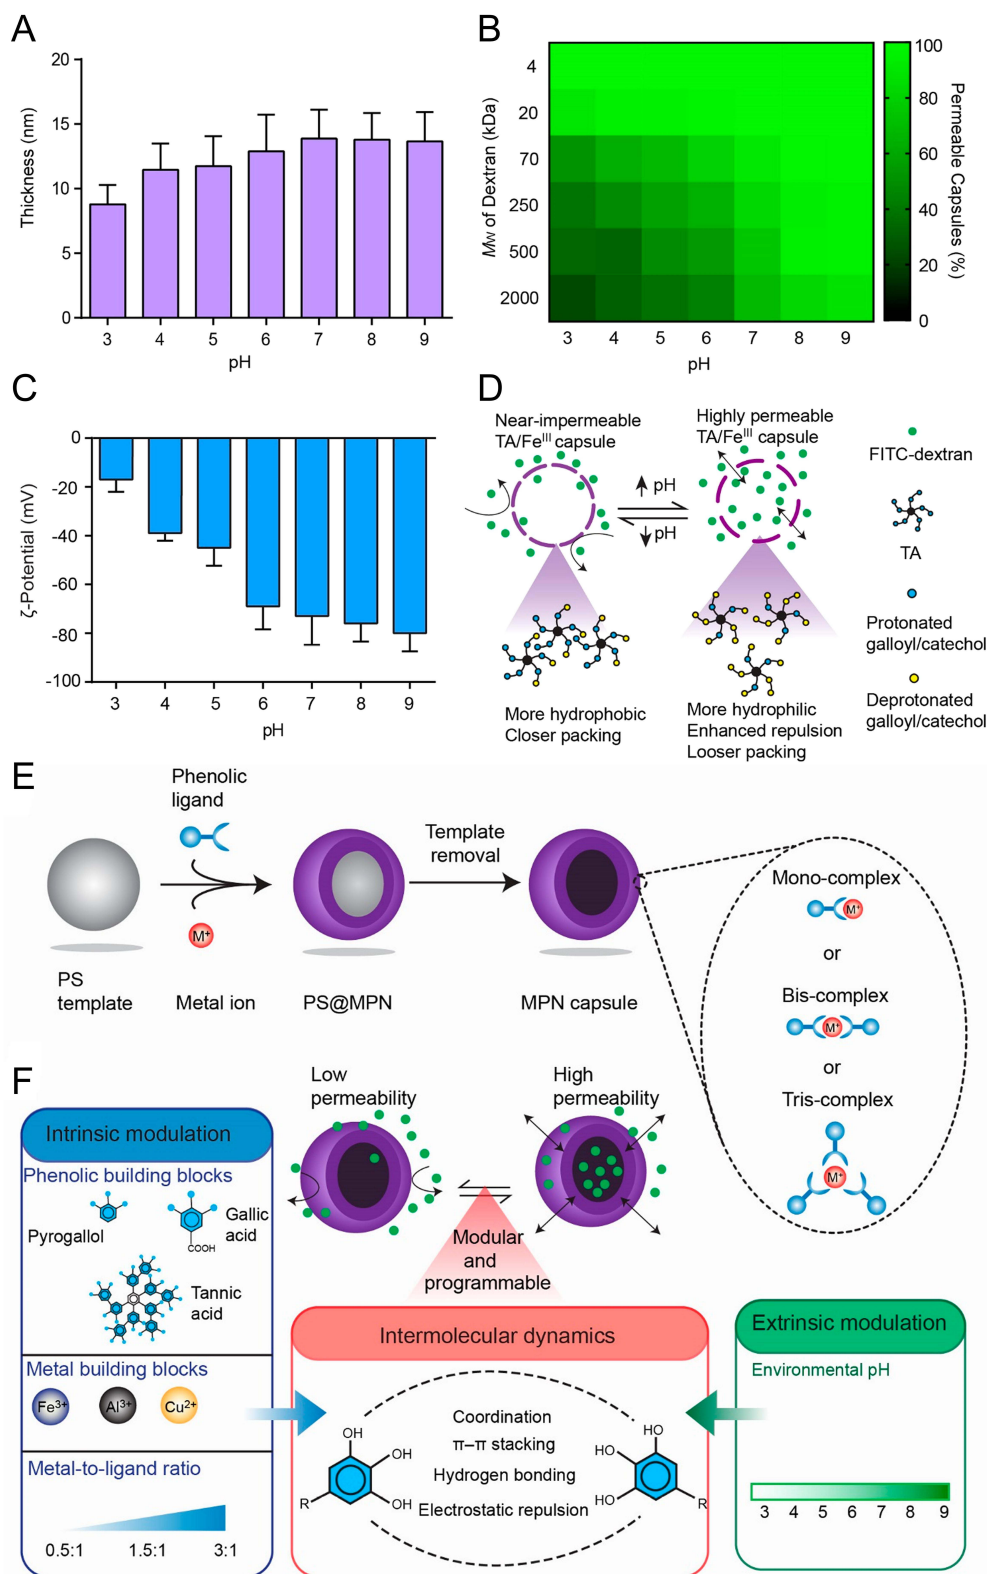 A
20
15
10
5
0
Thickness (nm)
3 4 5 6 7 8 9
pH
B
4
20
70
250
500
2000
Mw of Dextran (kDa)
3 4 5 6 7 8 9
pH
100
80
60
40
20
0
Permeable Capsules (%)
C
0
-20
-40
-60
-80
-100
ζ-Potential (mV)
3 4 5 6 7 8 9
pH
D
Near-impermeable
TA/Feᴵᴵᴵ capsule
Highly permeable
TA/Feᴵᴵᴵ capsule
pH
pH
More hydrophobic
Closer packing
More hydrophilic
Enhanced repulsion
Looser packing
FITC-dextran
TA
Protonated
galloyl/catechol
Deprotonated
galloyl/catechol
E
Phenolic
ligand
M⁺
PS
template
Metal ion
PS@MPN
Template
removal
MPN capsule
Mono-complex
M⁺
or
Bis-complex
M⁺
or
Tris-complex
M⁺
F
Intrinsic modulation
Phenolic building blocks
Pyrogallol
COOH
Gallic
acid
Tannic
acid
Metal building blocks
Fe³⁺ Al³⁺ Cu²⁺
Metal-to-ligand ratio
0.5:1 1.5:1 3:1
Low
permeability
High
permeability
Modular
and
programmable
Intermolecular dynamics
OH
OH
OH
R
Coordination
π–π stacking
Hydrogen bonding
Electrostatic repulsion
HO
HO
HO
R
Extrinsic modulation
Environmental pH
3 4 5 6 7 8 9